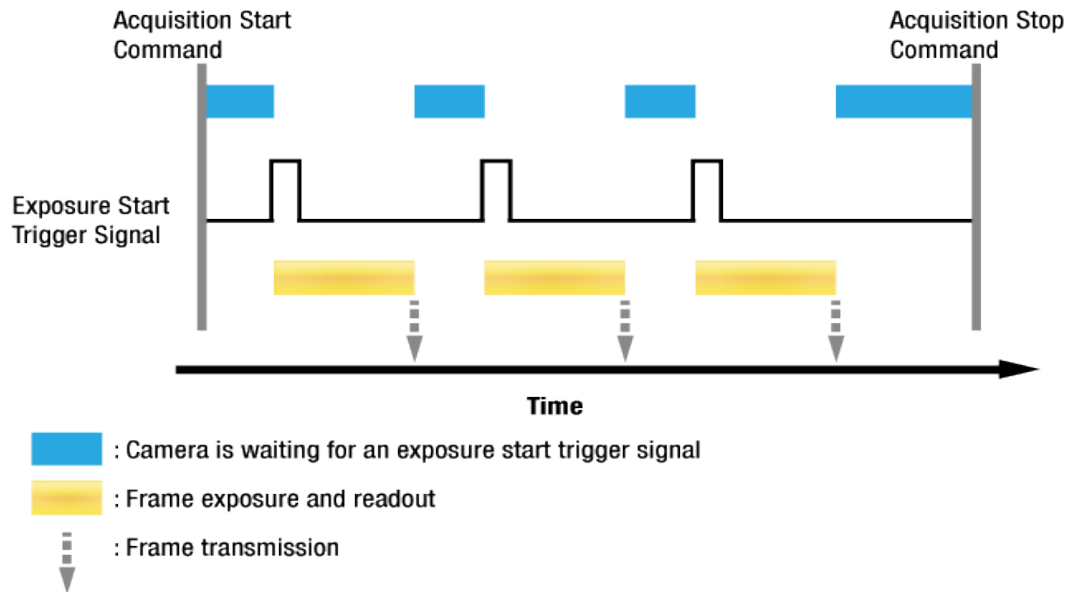 Acquisition Start
Command
Acquisition Stop
Command
Exposure Start
Trigger Signal
Time
: Camera is waiting for an exposure start trigger signal
: Frame exposure and readout
: Frame transmission